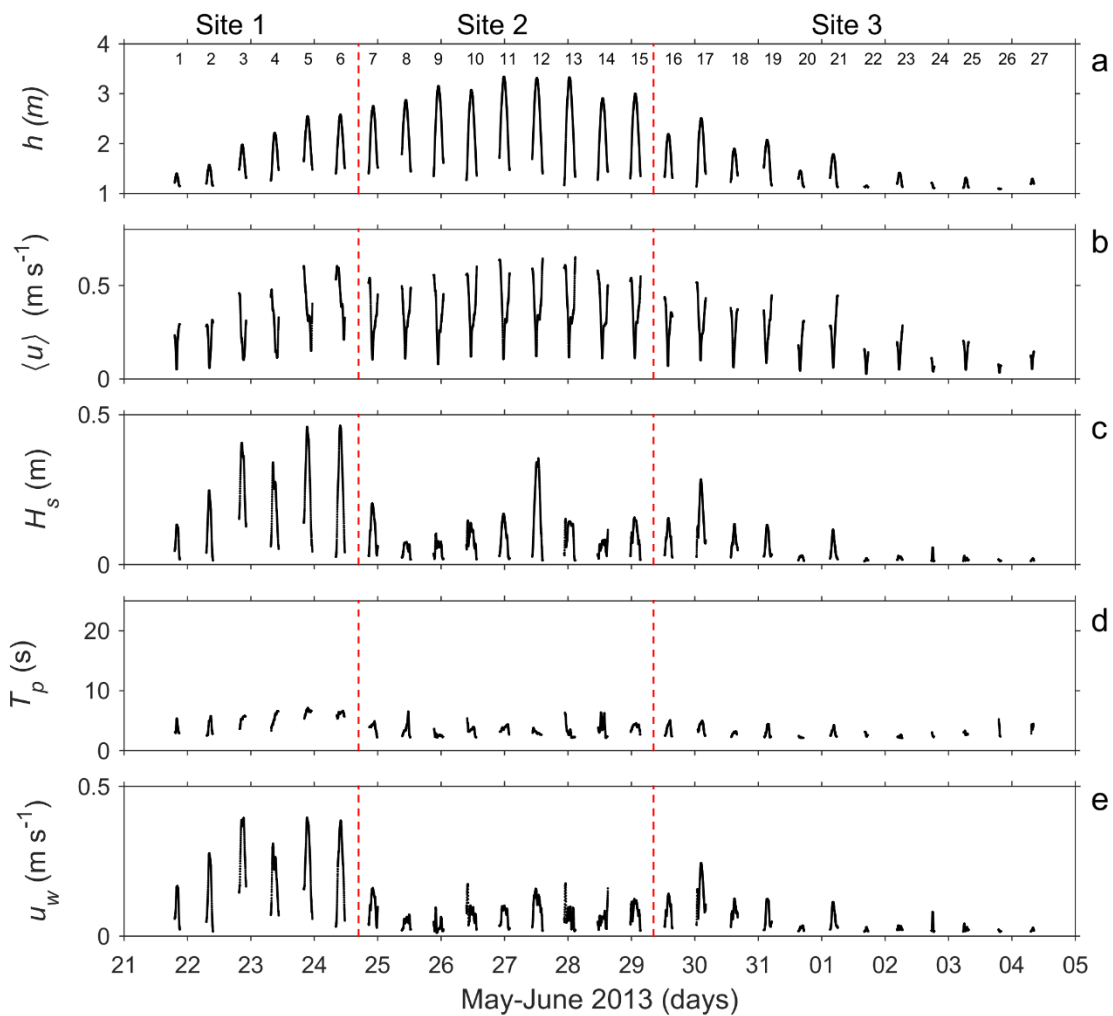 Site 1 Site 2 Site 3
4 1 2 3 4 5 6 7 8 9 10 11 12 13 14 15 16 17 18 19 20 21 22 23 24 25 26 27 a
3
h (m)
2
1
b
0.5
⟨u⟩ (m s⁻¹)
0
0.5 c
H_s (m)
0
d
20
T_p (s)
10
0
0.5 e
u_w (m s⁻¹)
0
21 22 23 24 25 26 27 28 29 30 31 01 02 03 04 05
May-June 2013 (days)